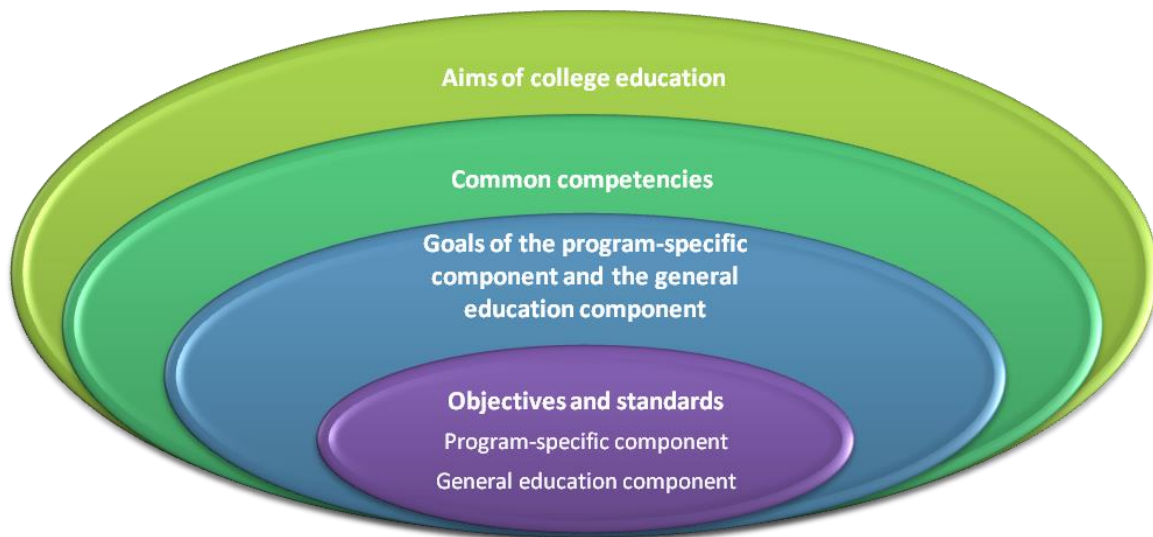 Aims of college education
Common competencies
Goals of the program-specific
component and the general
education component
Objectives and standards
Program-specific component
General education component